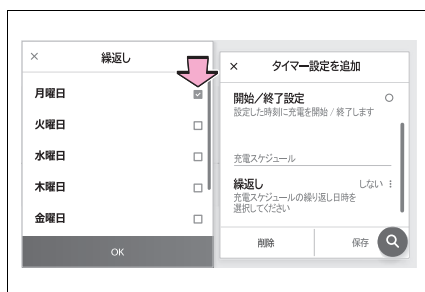 × 繰返し
月曜日
火曜日
水曜日
木曜日
金曜日
OK
× タイマー設定を追加
開始／終了設定
設定した時刻に充電を開始 / 終了します
充電スケジュール
繰返し しない
充電スケジュールの繰り返し日時を
選択してください
削除 保存